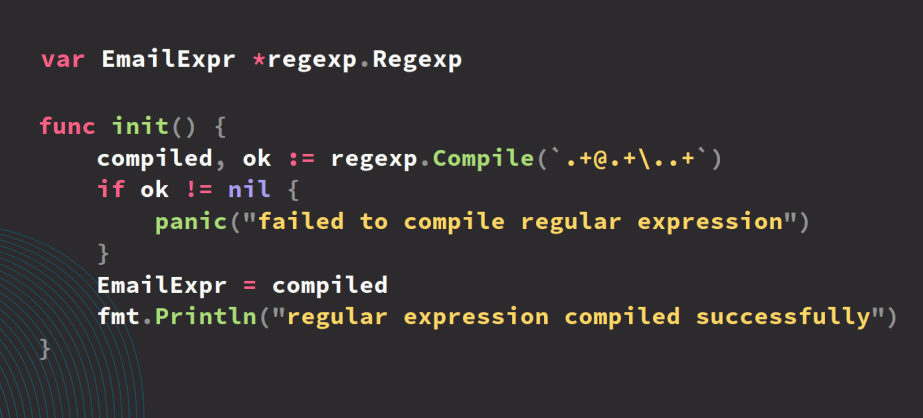 var EmailExpr *regexp.Regexp
func init() {
    compiled, ok := regexp.Compile(`.+@.+\..+`)
    if ok != nil {
        panic("failed to compile regular expression")
    }
    EmailExpr = compiled
    fmt.Println("regular expression compiled successfully")
}